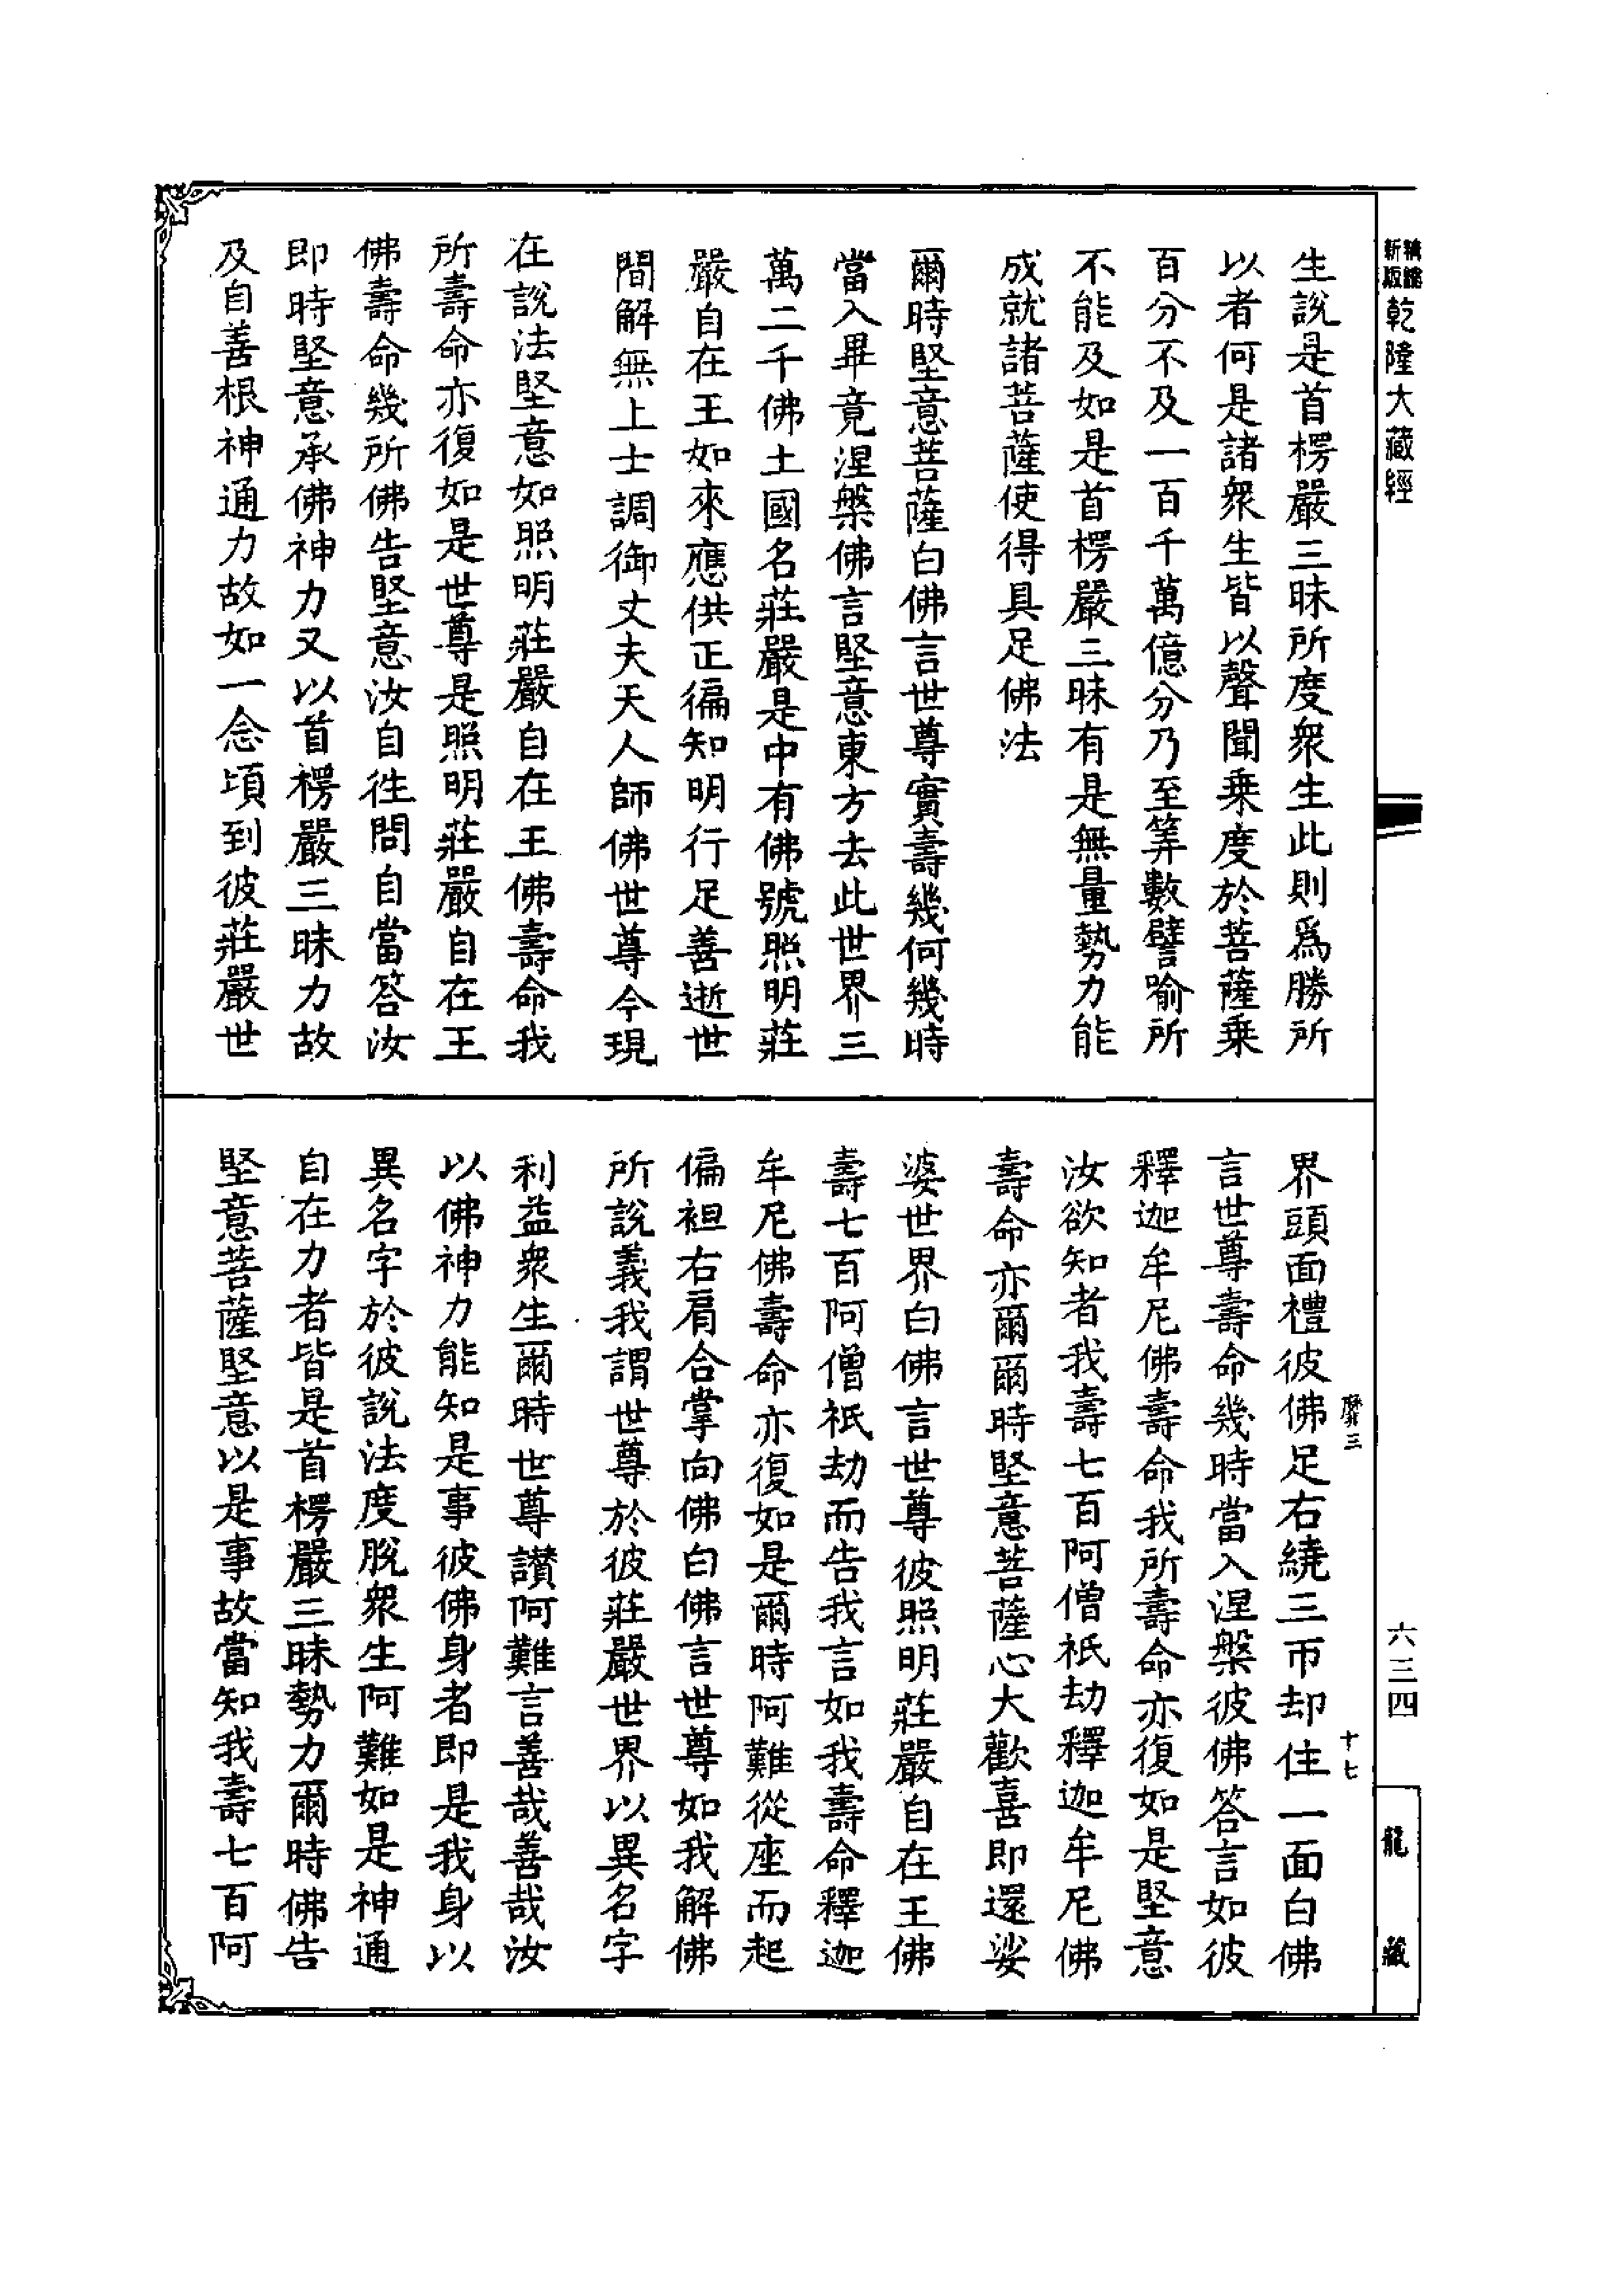 精縮
新版
乾隆大藏經
生說是首楞嚴三昧所度衆生此則爲勝所
以者何是諸衆生皆以聲聞乗度於菩薩乗
百分不及一百千萬億分乃至筭數譬喻所
不能及如是首楞嚴三昧有是無量勢力能
成就諸菩薩使得具足佛法
爾時堅意菩薩白佛言世尊實壽幾何幾時
當入畢竟涅槃佛言堅意東方去此世界三
萬二千佛土國名莊嚴是中有佛號照明莊
嚴自在王如來應供正徧知明行足善逝世
間解無上士調御丈夫天人師佛世尊今現
在說法堅意如照明莊嚴自在王佛壽命我
所壽命亦復如是世尊是照明莊嚴自在王
佛壽命幾所佛告堅意汝自往問自當答汝
即時堅意承佛神力又以首楞嚴三昧力故
及自善根神通力故如一念頃到彼莊嚴世
界頭面禮彼佛足右繞三帀却住一面白佛
言世尊壽命幾時當入涅槃彼佛答言如彼
釋迦牟尼佛壽命我所壽命亦復如是堅意
汝欲知者我壽七百阿僧祇劫釋迦牟尼佛
壽命亦爾爾時堅意菩薩心大歡喜即還娑
婆世界白佛言世尊彼照明莊嚴自在王佛
壽七百阿僧祇劫而告我言如我壽命釋迦
牟尼佛壽命亦復如是爾時阿難從座而起
偏袒右肩合掌向佛白佛言世尊如我解佛
所說義我謂世尊於彼莊嚴世界以異名字
利益衆生爾時世尊讃阿難言善哉善哉汝
以佛神力能知是事彼佛身者即是我身以
異名字於彼說法度脫衆生阿難如是神通
自在力者皆是首楞嚴三昧勢力爾時佛告
堅意菩薩堅意以是事故當知我壽七百阿
靡三
十七
六三四
龍藏